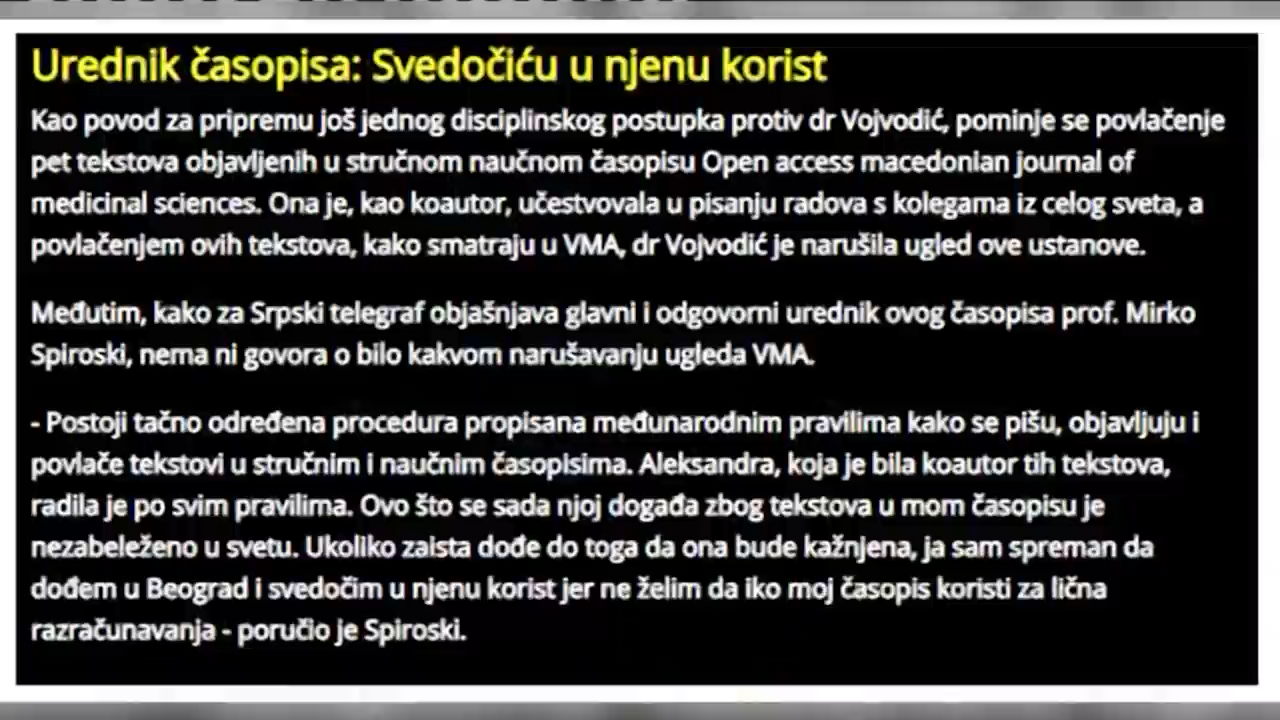 Urednik časopisa: Svedočiću u njenu korist
Kao povod za pripremu još jednog disciplinskog postupka protiv dr Vojvodić, pominje se povlačenje
pet tekstova objavljenih u stručnom naučnom časopisu Open access macedonian journal of
medicinal sciences. Ona je, kao koautor, učestvovala u pisanju radova s kolegama iz celog sveta, a
povlačenjem ovih tekstova, kako smatraju u VMA, dr Vojvodić je narušila ugled ove ustanove.
Međutim, kako za Srpski telegraf objašnjava glavni i odgovorni urednik ovog časopisa prof. Mirko
Spiroski, nema ni govora o bilo kakvom narušavanju ugleda VMA.
- Postoji tačno određena procedura propisana međunarodnim pravilima kako se pišu, objavljuju i
povlače tekstovi u stručnim i naučnim časopisima. Aleksandra, koja je bila koautor tih tekstova,
radila je po svim pravilima. Ovo što se sada njoj događa zbog tekstova u mom časopisu je
nezabeleženo u svetu. Ukoliko zaista dođe do toga da ona bude kažnjena, ja sam spreman da
dođem u Beograd i svedočim u njenu korist jer ne želim da iko moj časopis koristi za lična
razračunavanja - poručio je Spiroski.